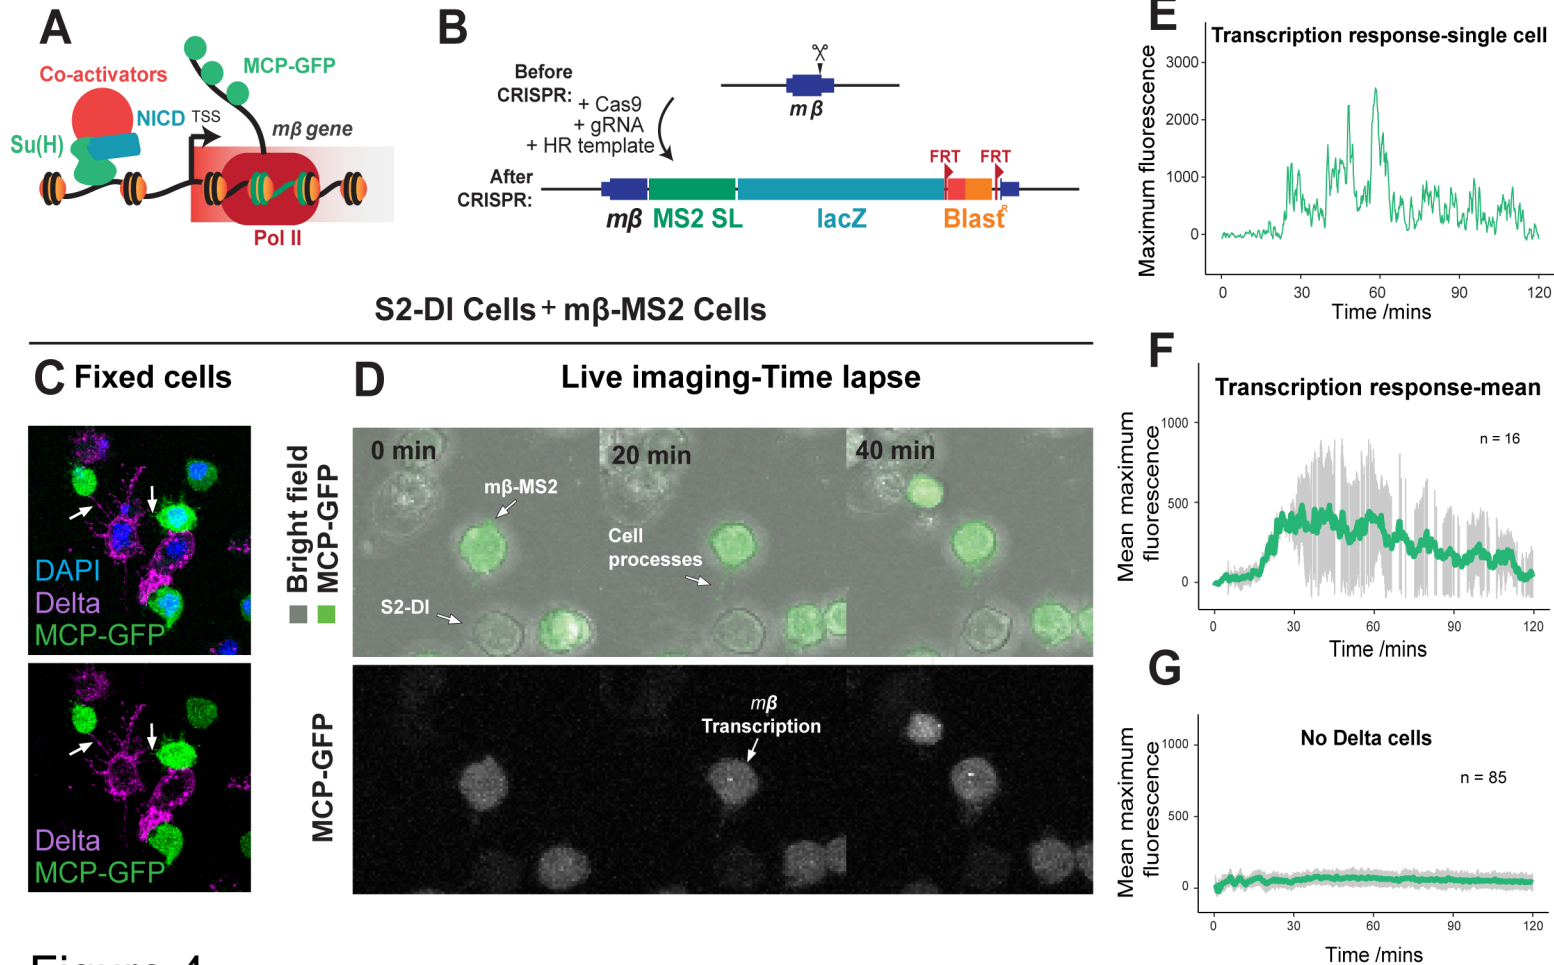 A
Co-activators
MCP-GFP
NICD
TSS
Su(H)
mβ gene
Pol II
B
Before
CRISPR:
+ Cas9
+ gRNA
+ HR template
mβ
After
CRISPR:
FRT FRT
mβ MS2 SL lacZ Blast R
S2-Dl Cells + mβ-MS2 Cells
C Fixed cells
DAPI
Delta
MCP-GFP
Delta
MCP-GFP
D Live imaging-Time lapse
Bright field
MCP-GFP
0 min
20 min
40 min
mβ-MS2
Cell
processes
S2-Dl
MCP-GFP
mβ
Transcription
E
Transcription response-single cell
Maximum fluorescence
3000
2000
1000
0
0 30 60 90 120
Time /mins
F
Transcription response-mean
Mean maximum
fluorescence
1000
n = 16
500
0
0 30 60 90 120
Time /mins
G
No Delta cells
Mean maximum
fluorescence
1000
n = 85
500
0
0 30 60 90 120
Time /mins